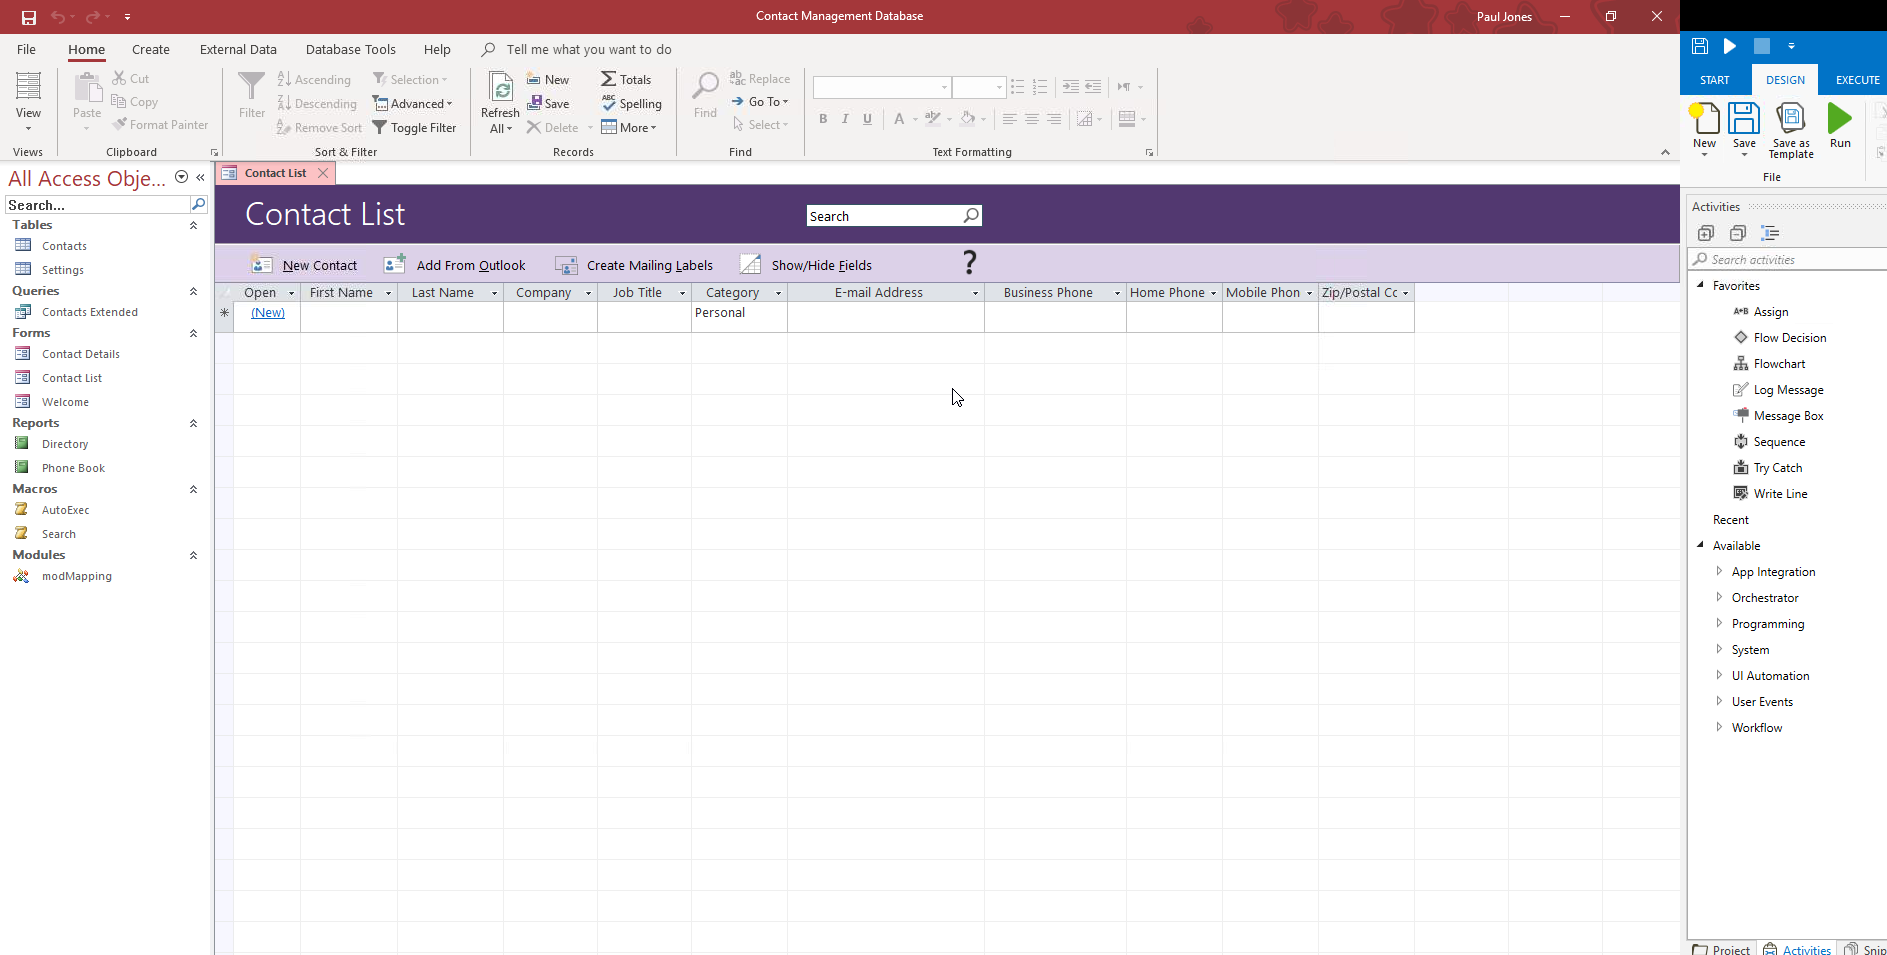 Contact Management Database
Paul Jones
File Home Create External Data Database Tools Help Tell me what you want to do
View
Views
Paste
Cut
Copy
Format Painter
Clipboard
Filter
Ascending
Descending
Remove Sort
Selection
Advanced
Toggle Filter
Sort & Filter
Refresh
All
New
Save
Delete
Totals
Spelling
More
Records
Find
Replace
Go To
Select
Find
B I U A
Text Formatting
All Access Obje...
Search...
Tables
Contacts
Settings
Queries
Contacts Extended
Forms
Contact Details
Contact List
Welcome
Reports
Directory
Phone Book
Macros
AutoExec
Search
Modules
modMapping
Contact List
Contact List
Search
New Contact Add From Outlook Create Mailing Labels Show/Hide Fields ?
Open First Name Last Name Company Job Title Category E-mail Address Business Phone Home Phone Mobile Phon Zip/Postal Cc
(New) Personal
START DESIGN EXECUTE
New
Save
Save as
Template
Run
File
Activities
Search activities
Favorites
A+B Assign
Flow Decision
Flowchart
Log Message
Message Box
Sequence
Try Catch
Write Line
Recent
Available
App Integration
Orchestrator
Programming
System
UI Automation
User Events
Workflow
Project Activities Snip